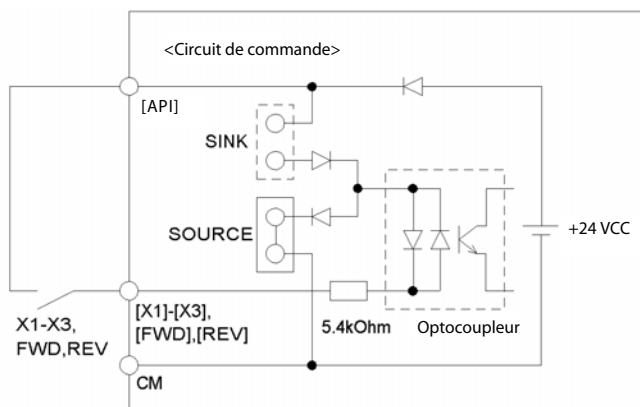 <Circuit de commande>
[API]
SINK
SOURCE
+24 VCC
X1-X3,
FWD,REV
[X1]-[X3],
[FWD],[REV]
5.4kOhm
Optocoupleur
CM